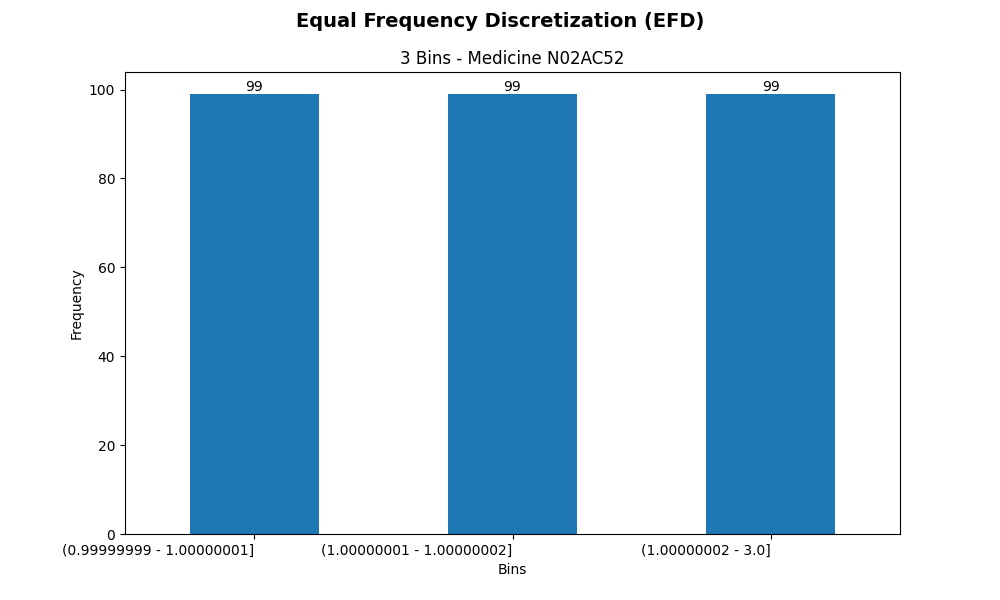 Equal Frequency Discretization (EFD)
3 Bins - Medicine N02AC52
99 99 99
100
80
60
40
20
0
Frequency
(0.99999999 - 1.00000001] (1.00000001 - 1.00000002] (1.00000002 - 3.0]
Bins